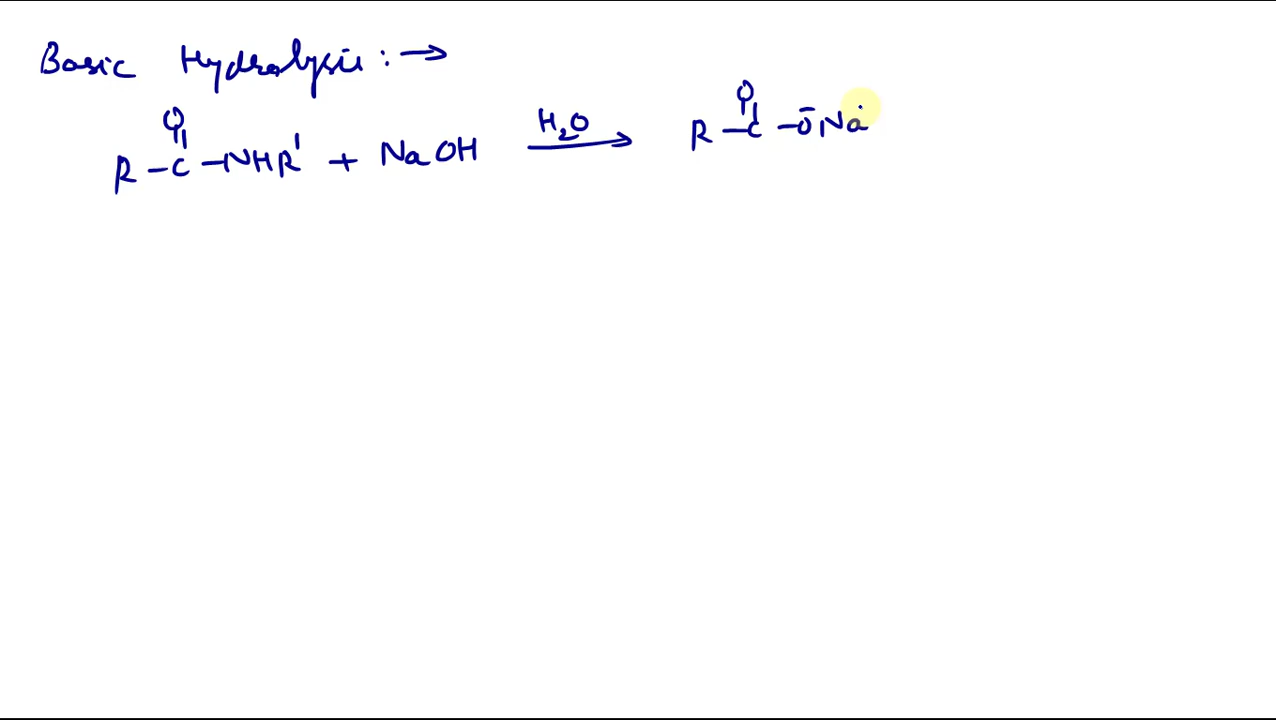 Basic Hydrolysis : →
R – C(=O) – NHR' + NaOH —H₂O→ R – C(=O) – O⁻ Na